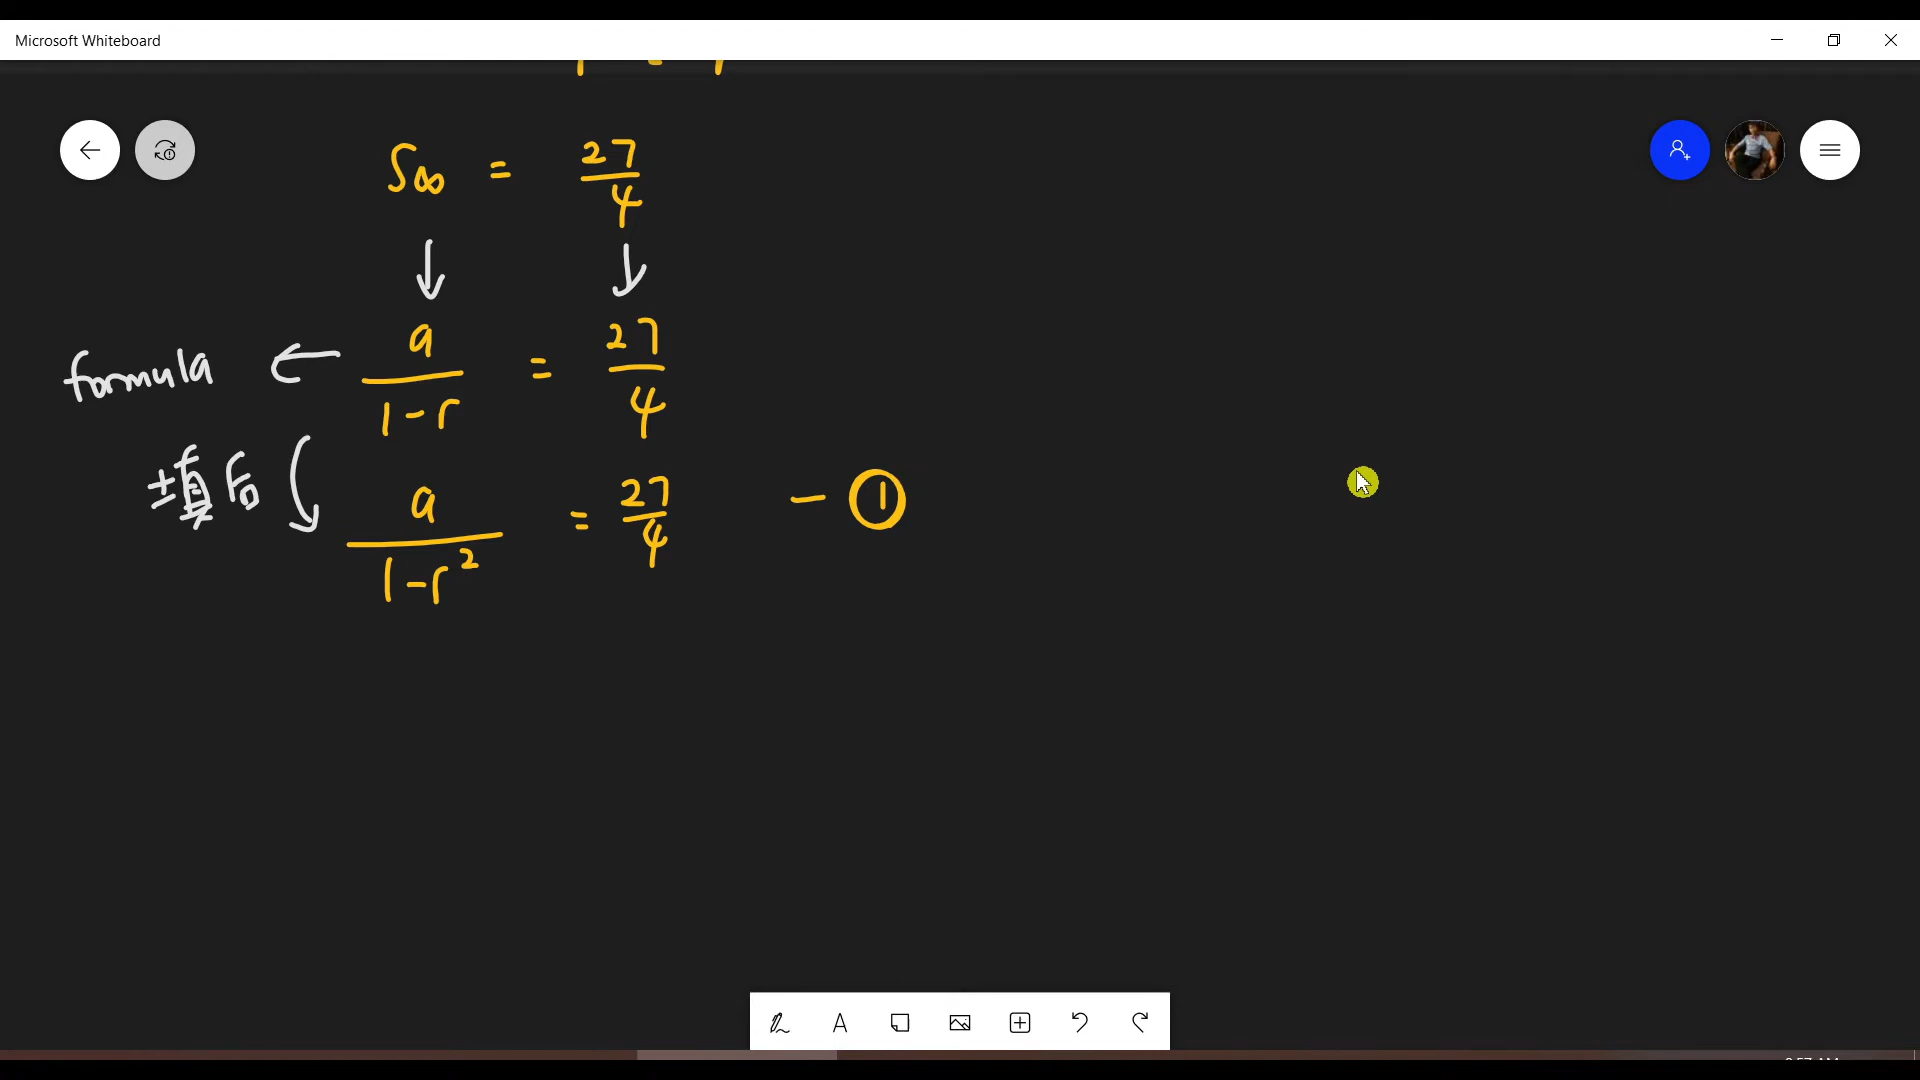 Microsoft Whiteboard
S∞ = 27/4
↓ ↓
formula ← a/(1-r) = 27/4
填后 a/(1-r²) = 27/4 - ①
A